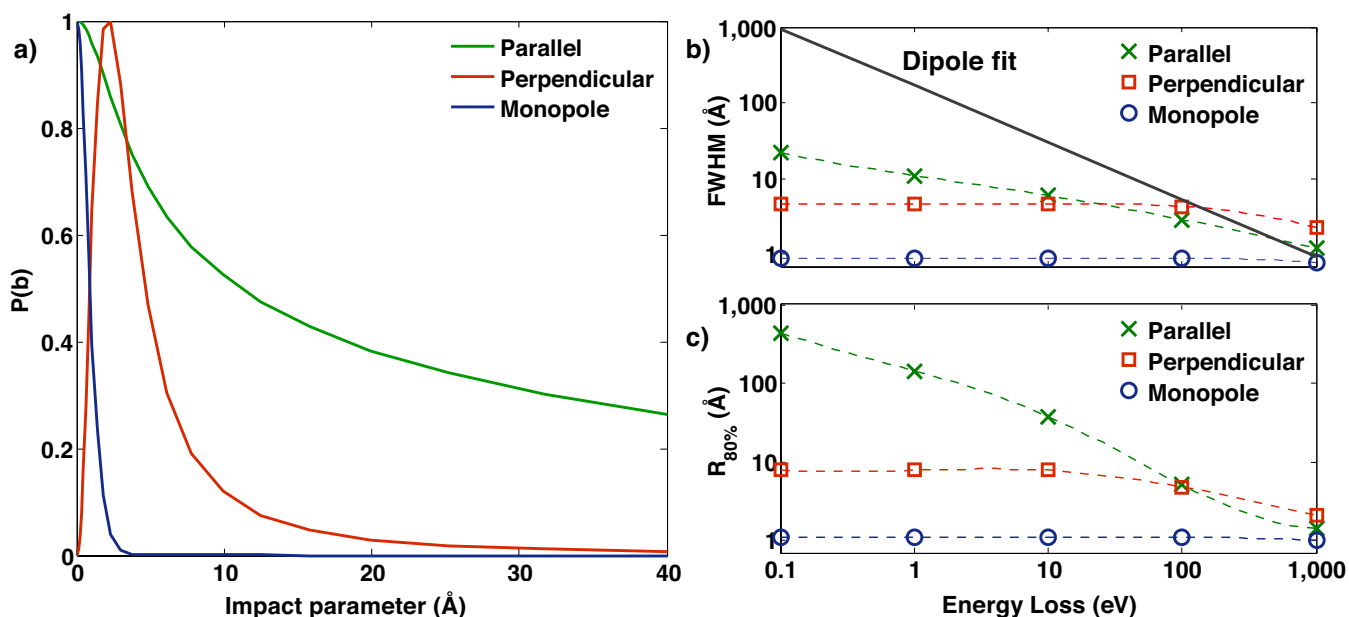 a)
P(b)
1
0.8
0.6
0.4
0.2
0
0
10
20
30
40
Impact parameter (Å)
Parallel
Perpendicular
Monopole
b)
FWHM (Å)
1,000
100
10
1
Dipole fit
Parallel
Perpendicular
Monopole
c)
R80% (Å)
1,000
100
10
1
Parallel
Perpendicular
Monopole
0.1
1
10
100
1,000
Energy Loss (eV)